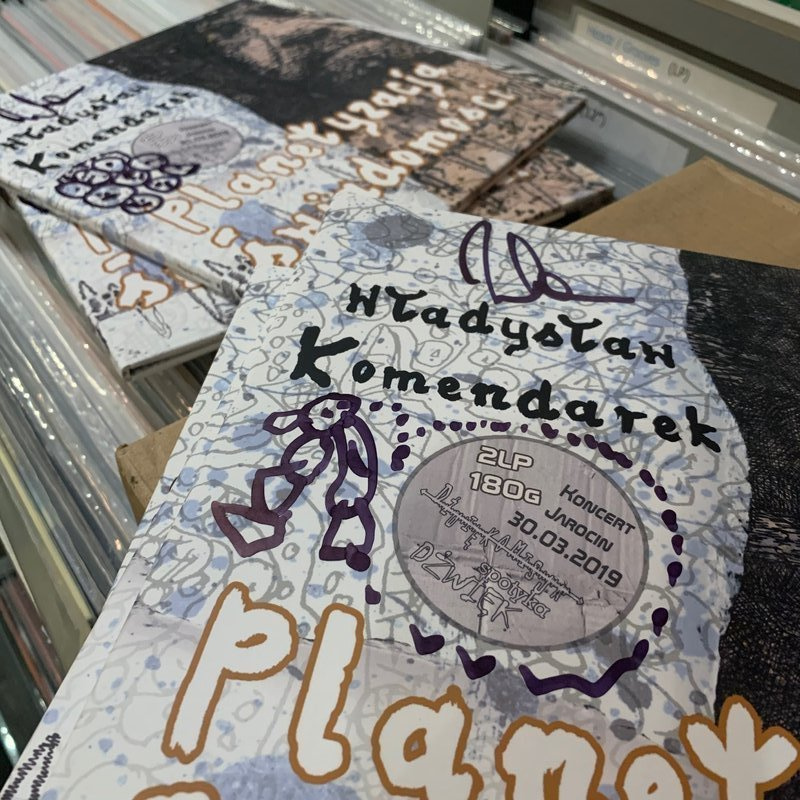 Władysław
Komendarek
Planetyzacja
świadomości
Władysław
Komendarek
2LP
180G
Koncert
Jarocin
30.03.2019
spotyka
DŹWIĘK
Planet